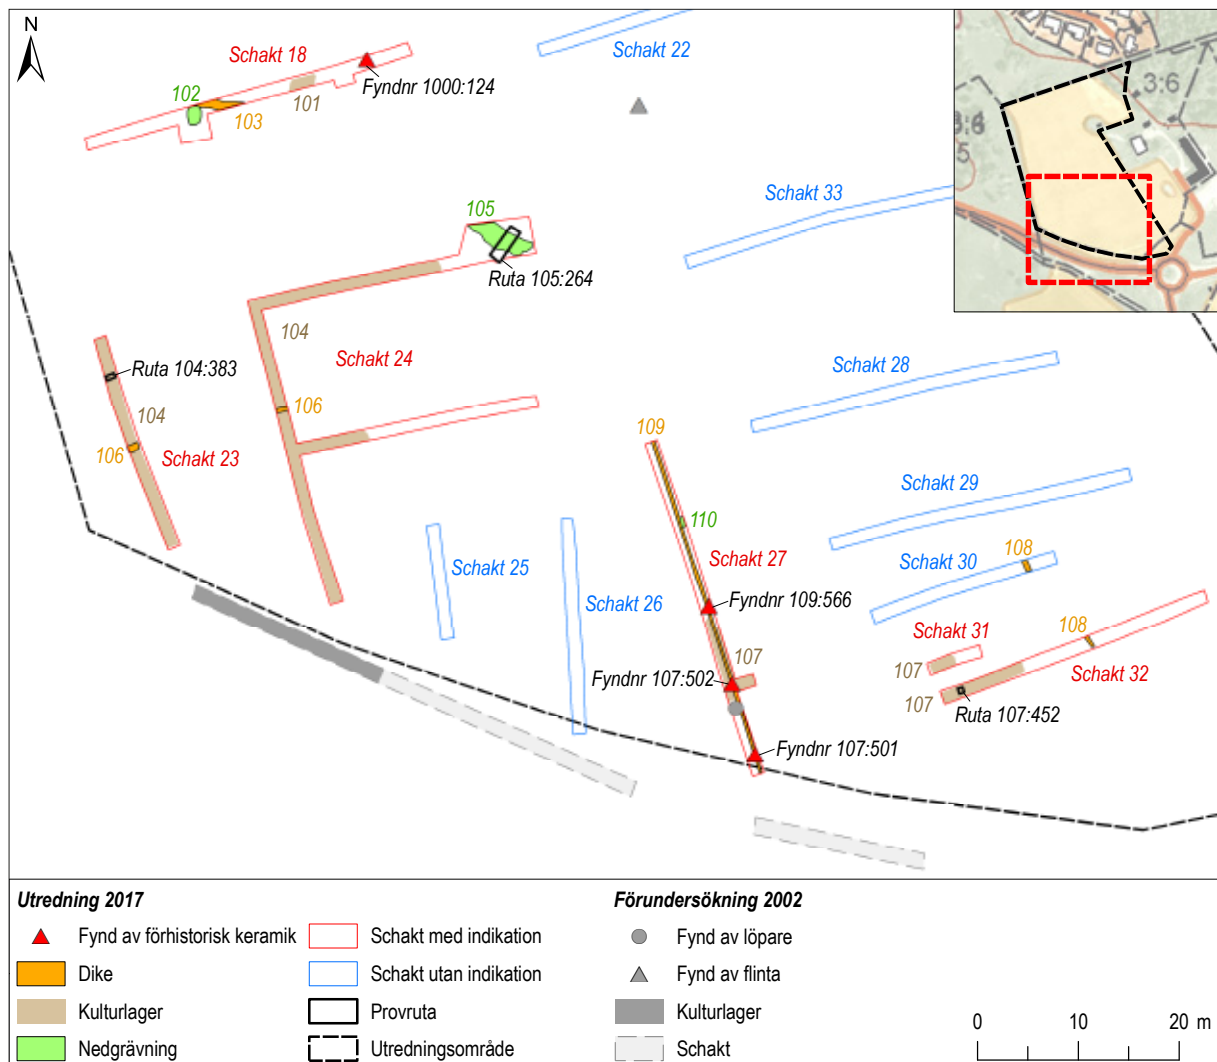 N
Schakt 18
Schakt 22
Fyndnr 1000:124
102
101
103
3:6
5
Schakt 33
105
Ruta 105:264
104
Schakt 24
Ruta 104:383
Schakt 28
104
106
106
Schakt 23
109
Schakt 29
110
Schakt 27
108
Schakt 30
Schakt 25
Schakt 26
Fyndnr 109:566
Schakt 31
108
107
107
Schakt 32
Fyndnr 107:502
107
Ruta 107:452
Fyndnr 107:501
Utredning 2017
Fynd av förhistorisk keramik
Dike
Kulturlager
Nedgrävning
Schakt med indikation
Schakt utan indikation
Provruta
Utredningsområde
Förundersökning 2002
Fynd av löpare
Fynd av flinta
Kulturlager
Schakt
0 10 20 m